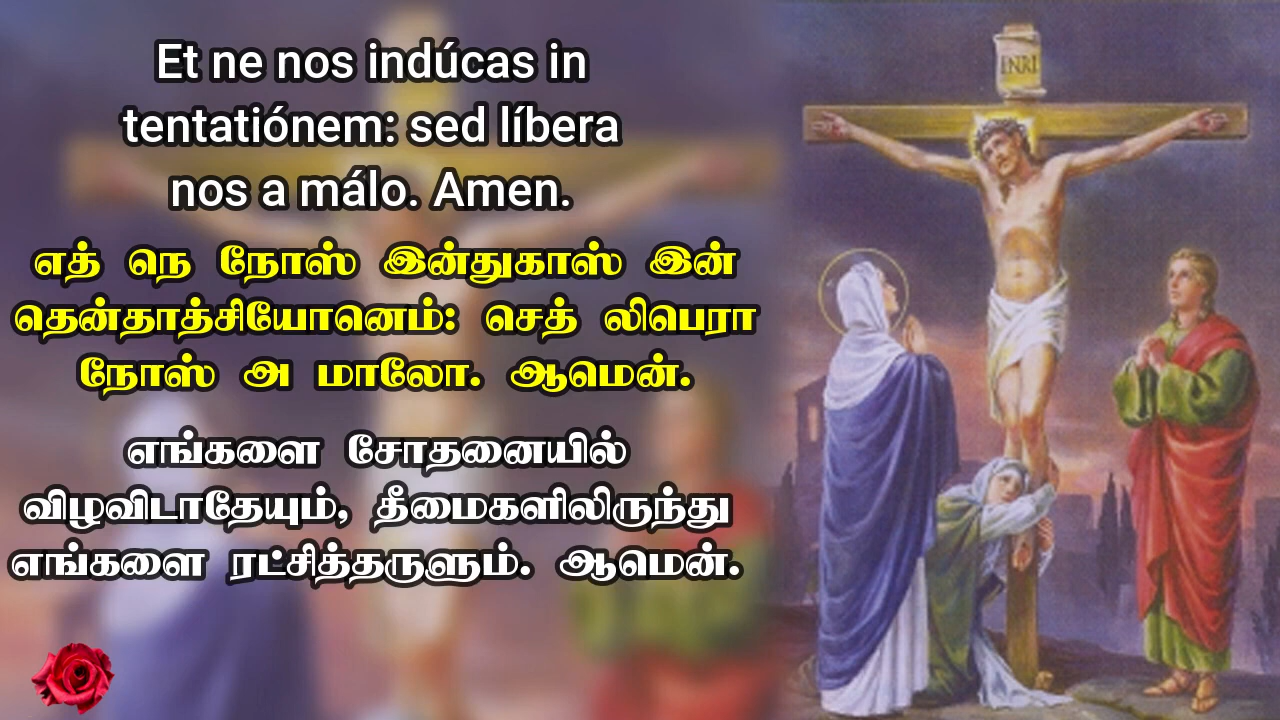 Et ne nos indúcas in
tentatiónem: sed líbera
nos a málo. Amen.
எத் நெ நோஸ் இன்துகாஸ் இன்
தென்தாத்சியோனெம்: செத் லிபெரா
நோஸ் அ மாலோ. ஆமென்.
எங்களை சோதனையில்
விழவிடாதேயும், தீமைகளிலிருந்து
எங்களை ரட்சித்தருளும். ஆமென்.
INRI